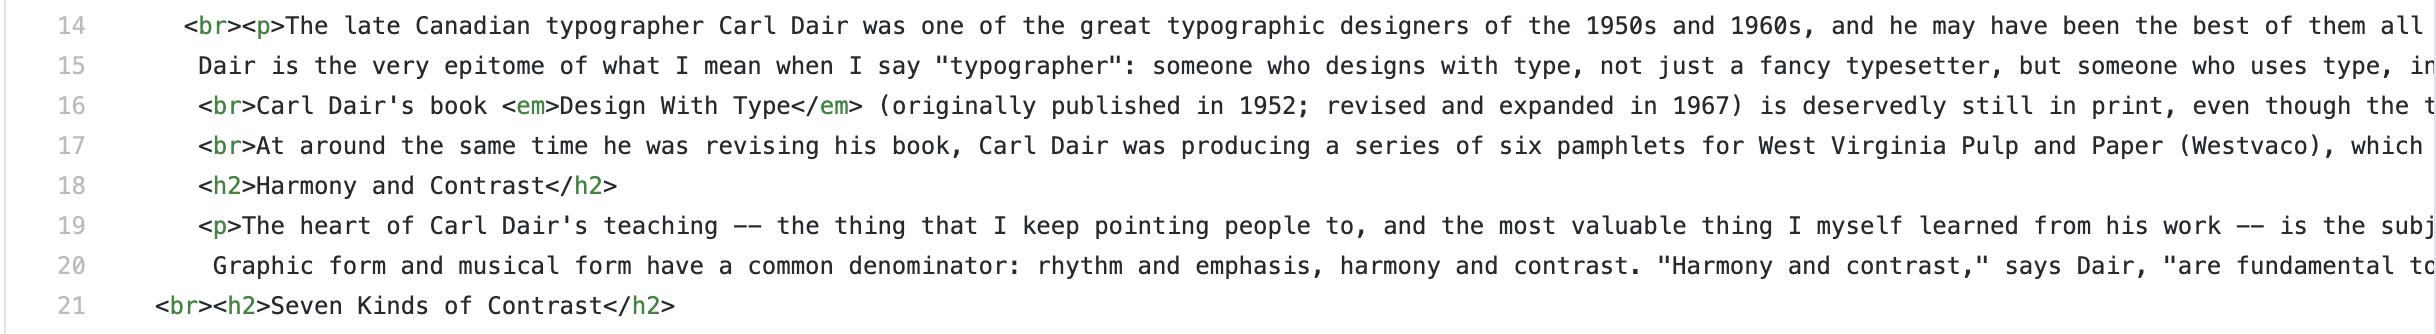 14 <br><p>The late Canadian typographer Carl Dair was one of the great typographic designers of the 1950s and 1960s, and he may have been the best of them all
15 Dair is the very epitome of what I mean when I say "typographer": someone who designs with type, not just a fancy typesetter, but someone who uses type, in
16 <br>Carl Dair's book <em>Design With Type</em> (originally published in 1952; revised and expanded in 1967) is deservedly still in print, even though the t
17 <br>At around the same time he was revising his book, Carl Dair was producing a series of six pamphlets for West Virginia Pulp and Paper (Westvaco), which
18 <h2>Harmony and Contrast</h2>
19 <p>The heart of Carl Dair's teaching -- the thing that I keep pointing people to, and the most valuable thing I myself learned from his work -- is the subj
20 Graphic form and musical form have a common denominator: rhythm and emphasis, harmony and contrast. "Harmony and contrast," says Dair, "are fundamental to
21 <br><h2>Seven Kinds of Contrast</h2>